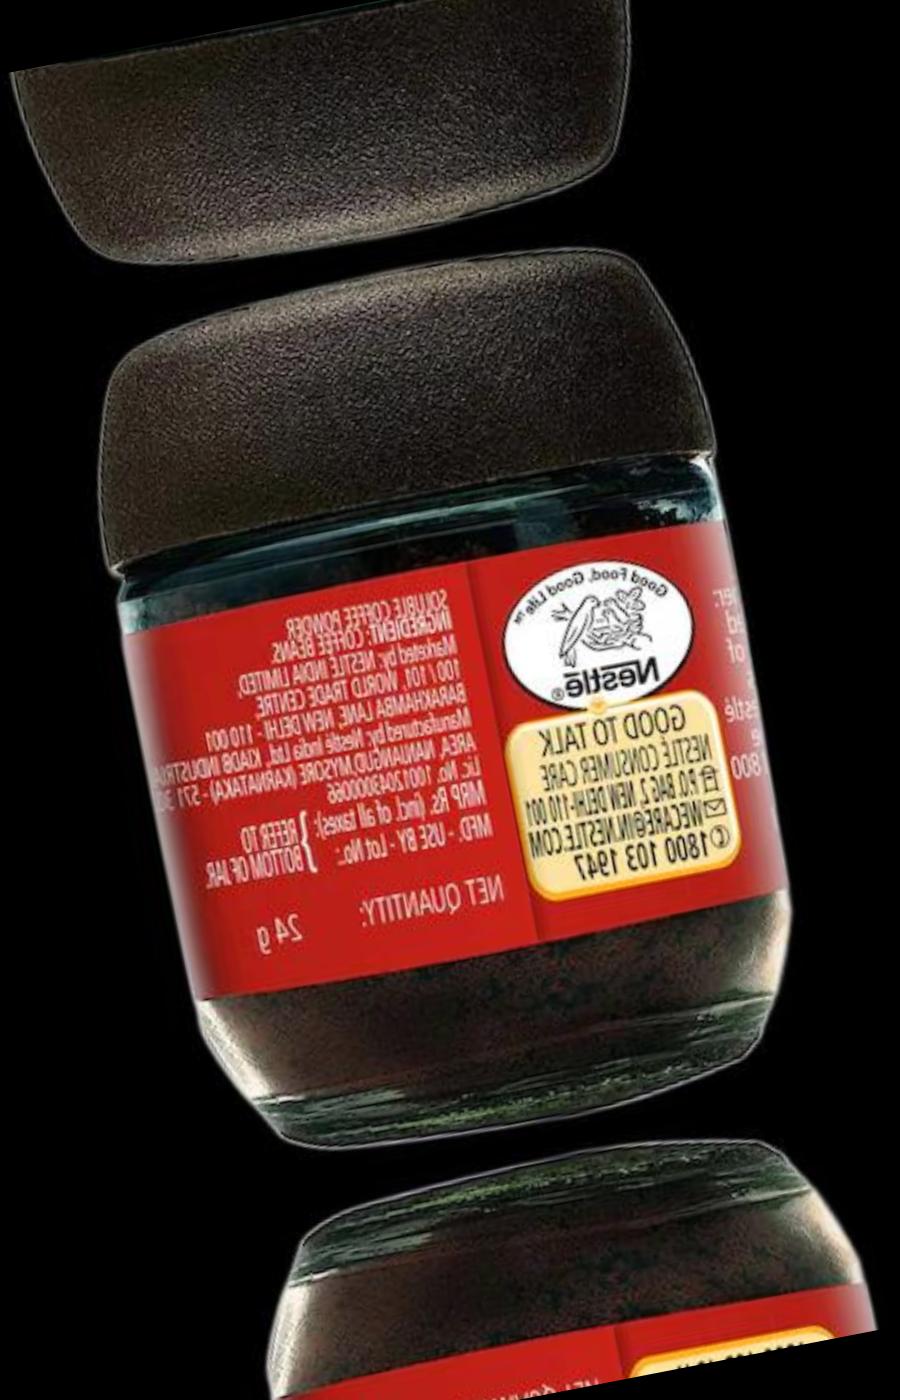 SOLUBLE COFFEE POWDER
INGREDIENT: COFFEE BEANS.
Marketed by: NESTLÉ INDIA LIMITED,
100 / 101, WORLD TRADE CENTRE,
BARAKHAMBA LANE, NEW DELHI - 110 001
Manufactured by: Nestlé India Ltd., KIADB INDUSTRIAL
AREA, NANJANGUD MYSORE (KARNATAKA) - 571
Lic. No. 10012043000066
MRP Rs. (incl. of all taxes):
MFD. - USE BY - Lot No.:
REFER TO
BOTTOM OF JAR.
NET QUANTITY:
24 g
Good Food, Good Life™
Nestlé®
GOOD TO TALK
NESTLÉ CONSUMER CARE
P.O. BAG 2, NEW DELHI-110 001
WECARE@IN.NESTLE.COM
1800 103 1947
of
1800